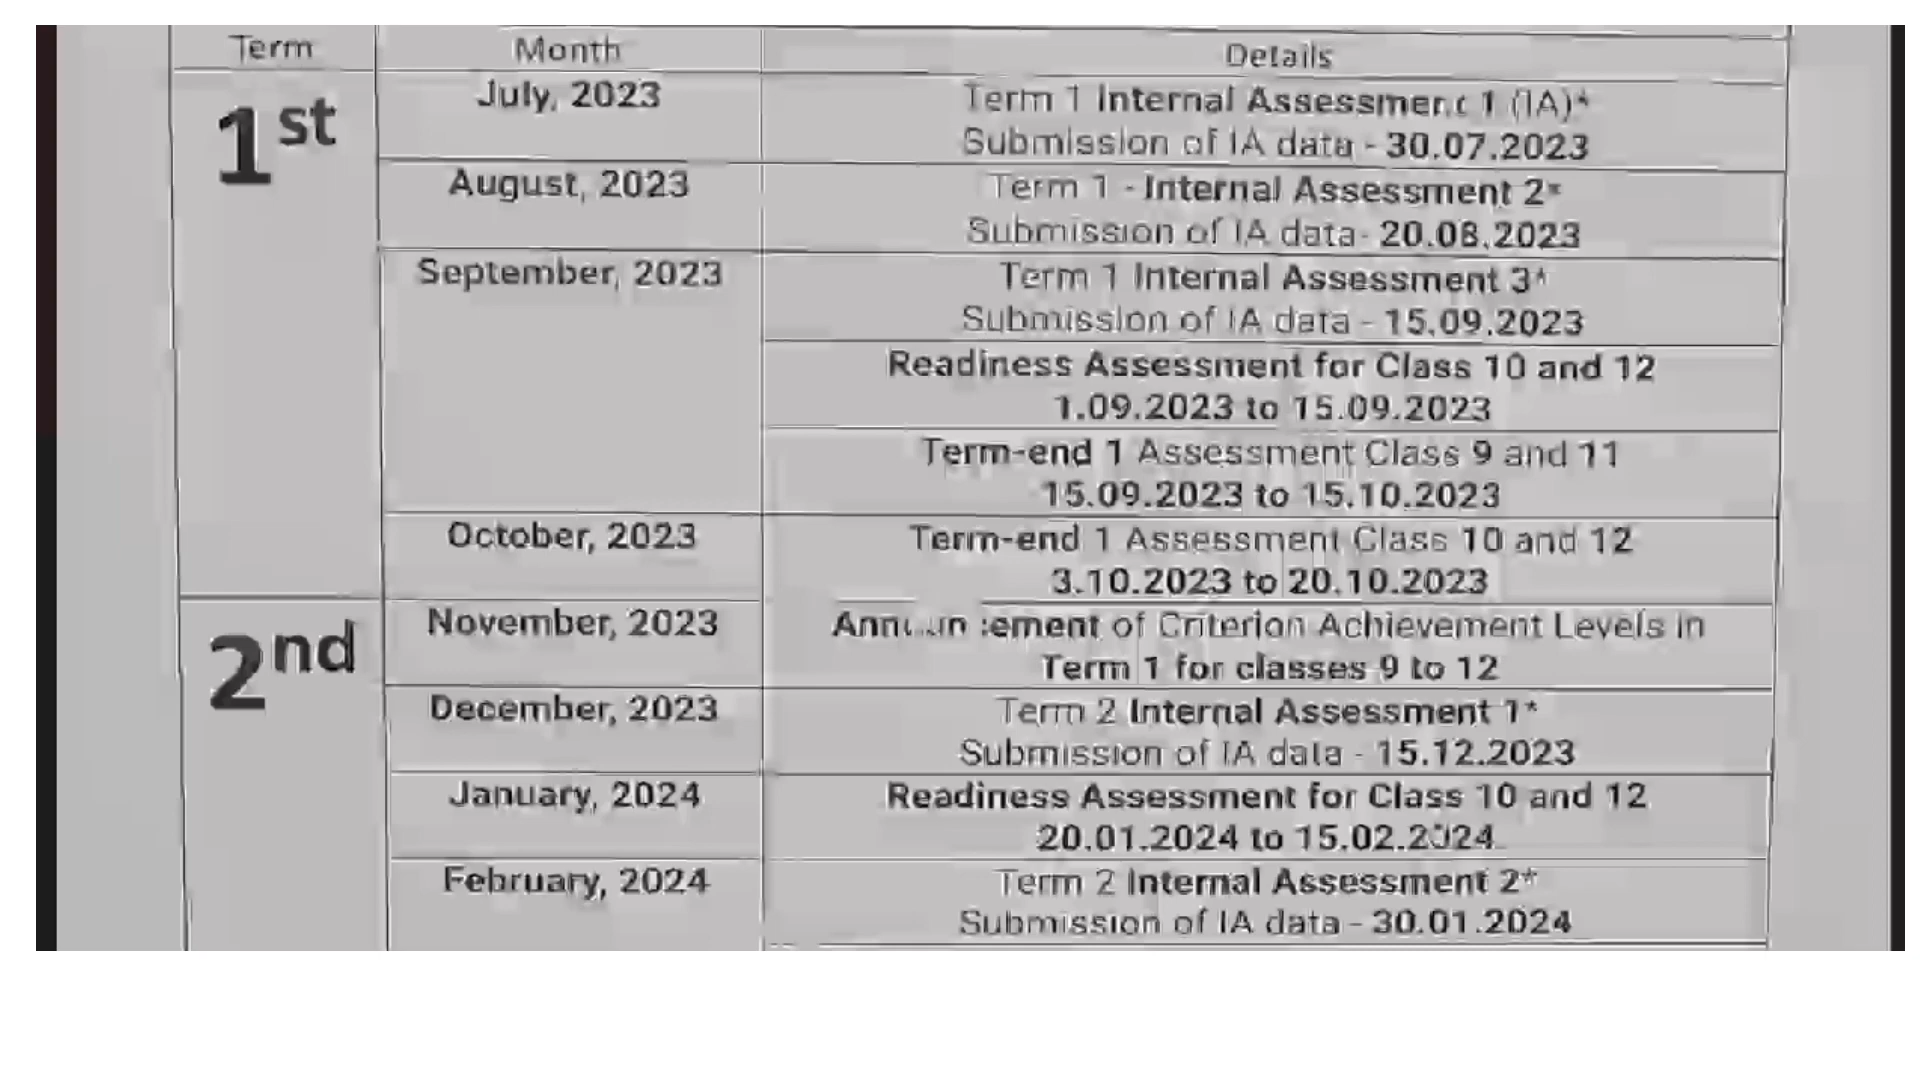 Term Month Details
1st
July, 2023
Term 1 Internal Assessment 1 (IA)*
Submission of IA data - 30.07.2023
August, 2023
Term 1 - Internal Assessment 2*
Submission of IA data- 20.08.2023
September, 2023
Term 1 Internal Assessment 3*
Submission of IA data - 15.09.2023
Readiness Assessment for Class 10 and 12
1.09.2023 to 15.09.2023
Term-end 1 Assessment Class 9 and 11
15.09.2023 to 15.10.2023
October, 2023
Term-end 1 Assessment Class 10 and 12
3.10.2023 to 20.10.2023
2nd
November, 2023
Announcement of Criterion Achievement Levels in
Term 1 for classes 9 to 12
December, 2023
Term 2 Internal Assessment 1*
Submission of IA data - 15.12.2023
January, 2024
Readiness Assessment for Class 10 and 12
20.01.2024 to 15.02.2024
February, 2024
Term 2 Internal Assessment 2*
Submission of IA data - 30.01.2024